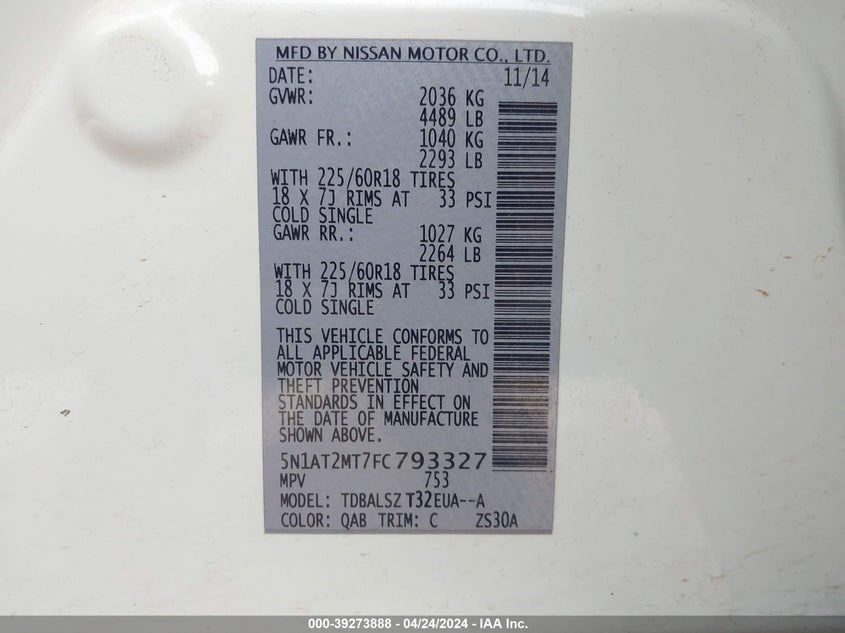 MFD BY NISSAN MOTOR CO., LTD.
DATE: 11/14
GVWR: 2036 KG
4489 LB
GAWR FR.: 1040 KG
2293 LB
WITH 225/60R18 TIRES
18 X 7J RIMS AT 33 PSI
COLD SINGLE
GAWR RR.: 1027 KG
2264 LB
WITH 225/60R18 TIRES
18 X 7J RIMS AT 33 PSI
COLD SINGLE
THIS VEHICLE CONFORMS TO
ALL APPLICABLE FEDERAL
MOTOR VEHICLE SAFETY AND
THEFT PREVENTION
STANDARDS IN EFFECT ON
THE DATE OF MANUFACTURE
SHOWN ABOVE.
5N1AT2MT7FC793327
MPV 753
MODEL: TDBALSZ T32EUA--A
COLOR: QAB TRIM: C ZS30A
000-39273888 - 04/24/2024 - IAA Inc.